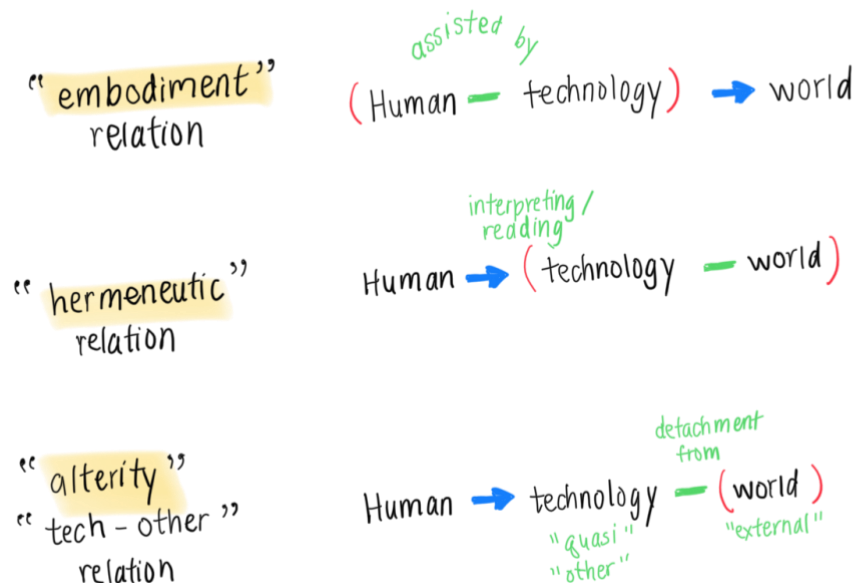 "embodiment"
relation
assisted by
(Human — technology) → world
"hermeneutic"
relation
interpreting/
reading
Human → (technology — world)
"alterity"
"tech-other"
relation
detachment
from
Human → technology — (world)
"quasi" "external"
"other"